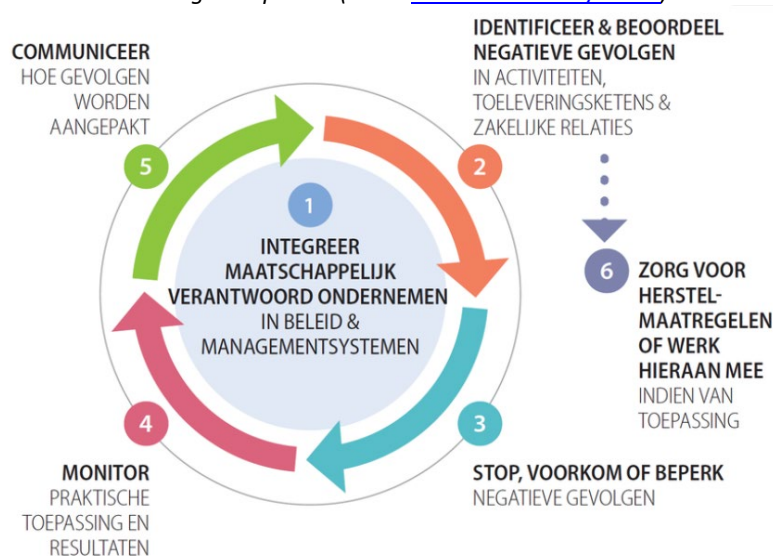 COMMUNICEER
HOE GEVOLGEN
WORDEN
AANGEPAKT
5
IDENTIFICEER & BEOORDEEL
NEGATIEVE GEVOLGEN
IN ACTIVITEITEN,
TOELEVERINGSKETENS &
ZAKELIJKE RELATIES
2
1
INTEGREER
MAATSCHAPPELIJK
VERANTWOORD ONDERNEMEN
IN BELEID &
MANAGEMENTSYSTEMEN
6
ZORG VOOR
HERSTEL-
MAATREGELEN
OF WERK
HIERAAN MEE
INDIEN VAN
TOEPASSING
4
MONITOR
PRAKTISCHE
TOEPASSING EN
RESULTATEN
3
STOP, VOORKOM OF BEPERK
NEGATIEVE GEVOLGEN